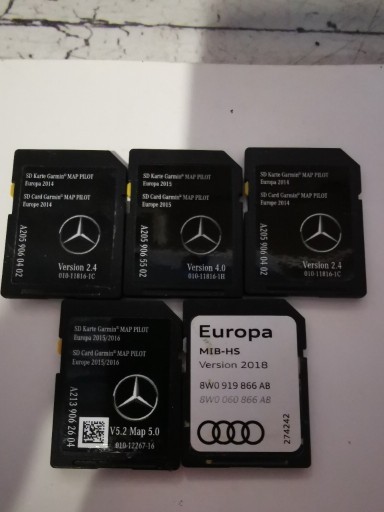 SD Karte Garmin® MAP PILOT
Europa 2014
SD Card Garmin® MAP PILOT
Europe 2014
A205 906 04 02
Version 2.4
010-11816-1C
SD Karte Garmin® MAP PILOT
Europa 2015
SD Card Garmin® MAP PILOT
Europe 2015
A205 906 55 02
Version 4.0
010-11816-1H
SD Karte Garmin® MAP PILOT
Europa 2014
SD Card Garmin® MAP PILOT
Europe 2014
A205 906 04 02
Version 2.4
010-11816-1C
SD Karte Garmin® MAP PILOT
Europa 2015/2016
SD Card Garmin® MAP PILOT
Europe 2015/2016
A213 906 26 04
V5.2 Map 5.0
010-12267-16
Europa
MIB-HS
Version 2018
8W0 919 866 AB
8W0 060 866 AB
274242